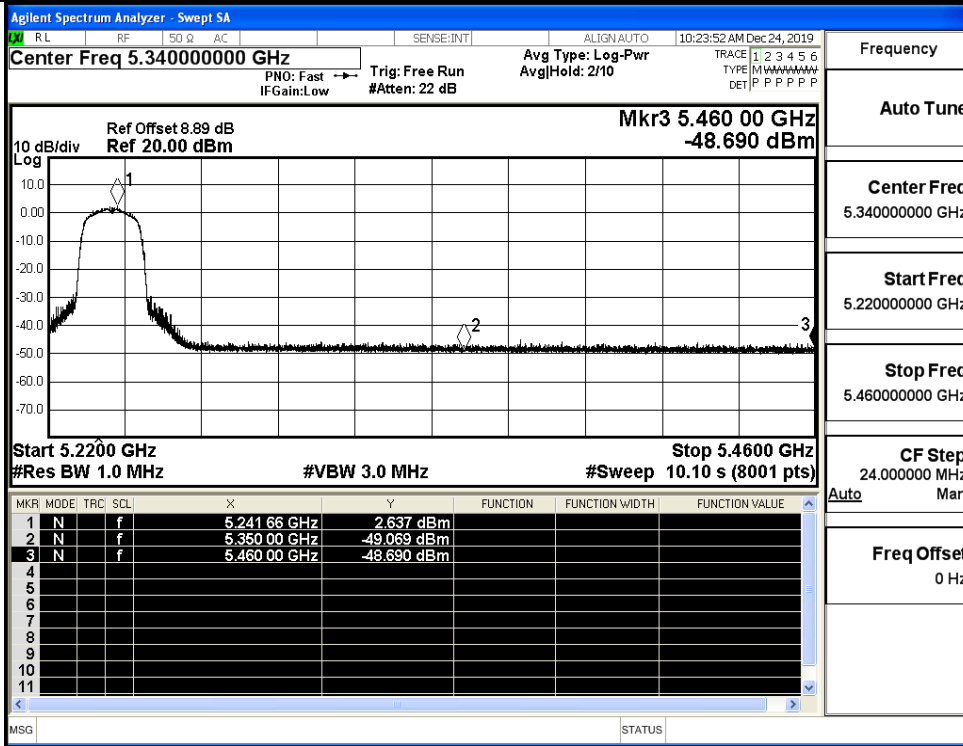 Agilent Spectrum Analyzer - Swept SA
LXI RL RF 50 Ω AC SENSE:INT ALIGN AUTO 10:23:52 AM Dec 24, 2019
Center Freq 5.340000000 GHz
PNO: Fast
IFGain:Low
Trig: Free Run
#Atten: 22 dB
Avg Type: Log-Pwr
Avg|Hold: 2/10
TRACE 1 2 3 4 5 6
TYPE M
DET P P P P P P
Mkr3 5.460 00 GHz
-48.690 dBm
Ref Offset 8.89 dB
10 dB/div Ref 20.00 dBm
Log
10.0
0.00
-10.0
-20.0
-30.0
-40.0
-50.0
-60.0
-70.0
1
2
3
Start 5.2200 GHz Stop 5.4600 GHz
#Res BW 1.0 MHz #VBW 3.0 MHz #Sweep 10.10 s (8001 pts)
MKR MODE TRC SCL X Y FUNCTION FUNCTION WIDTH FUNCTION VALUE
1 N f 5.241 66 GHz 2.637 dBm
2 N f 5.350 00 GHz -49.069 dBm
3 N f 5.460 00 GHz -48.690 dBm
4
5
6
7
8
9
10
11
MSG STATUS
Frequency
Auto Tune
Center Freq
5.340000000 GHz
Start Freq
5.220000000 GHz
Stop Freq
5.460000000 GHz
CF Step
24.000000 MHz
Auto Man
Freq Offset
0 Hz